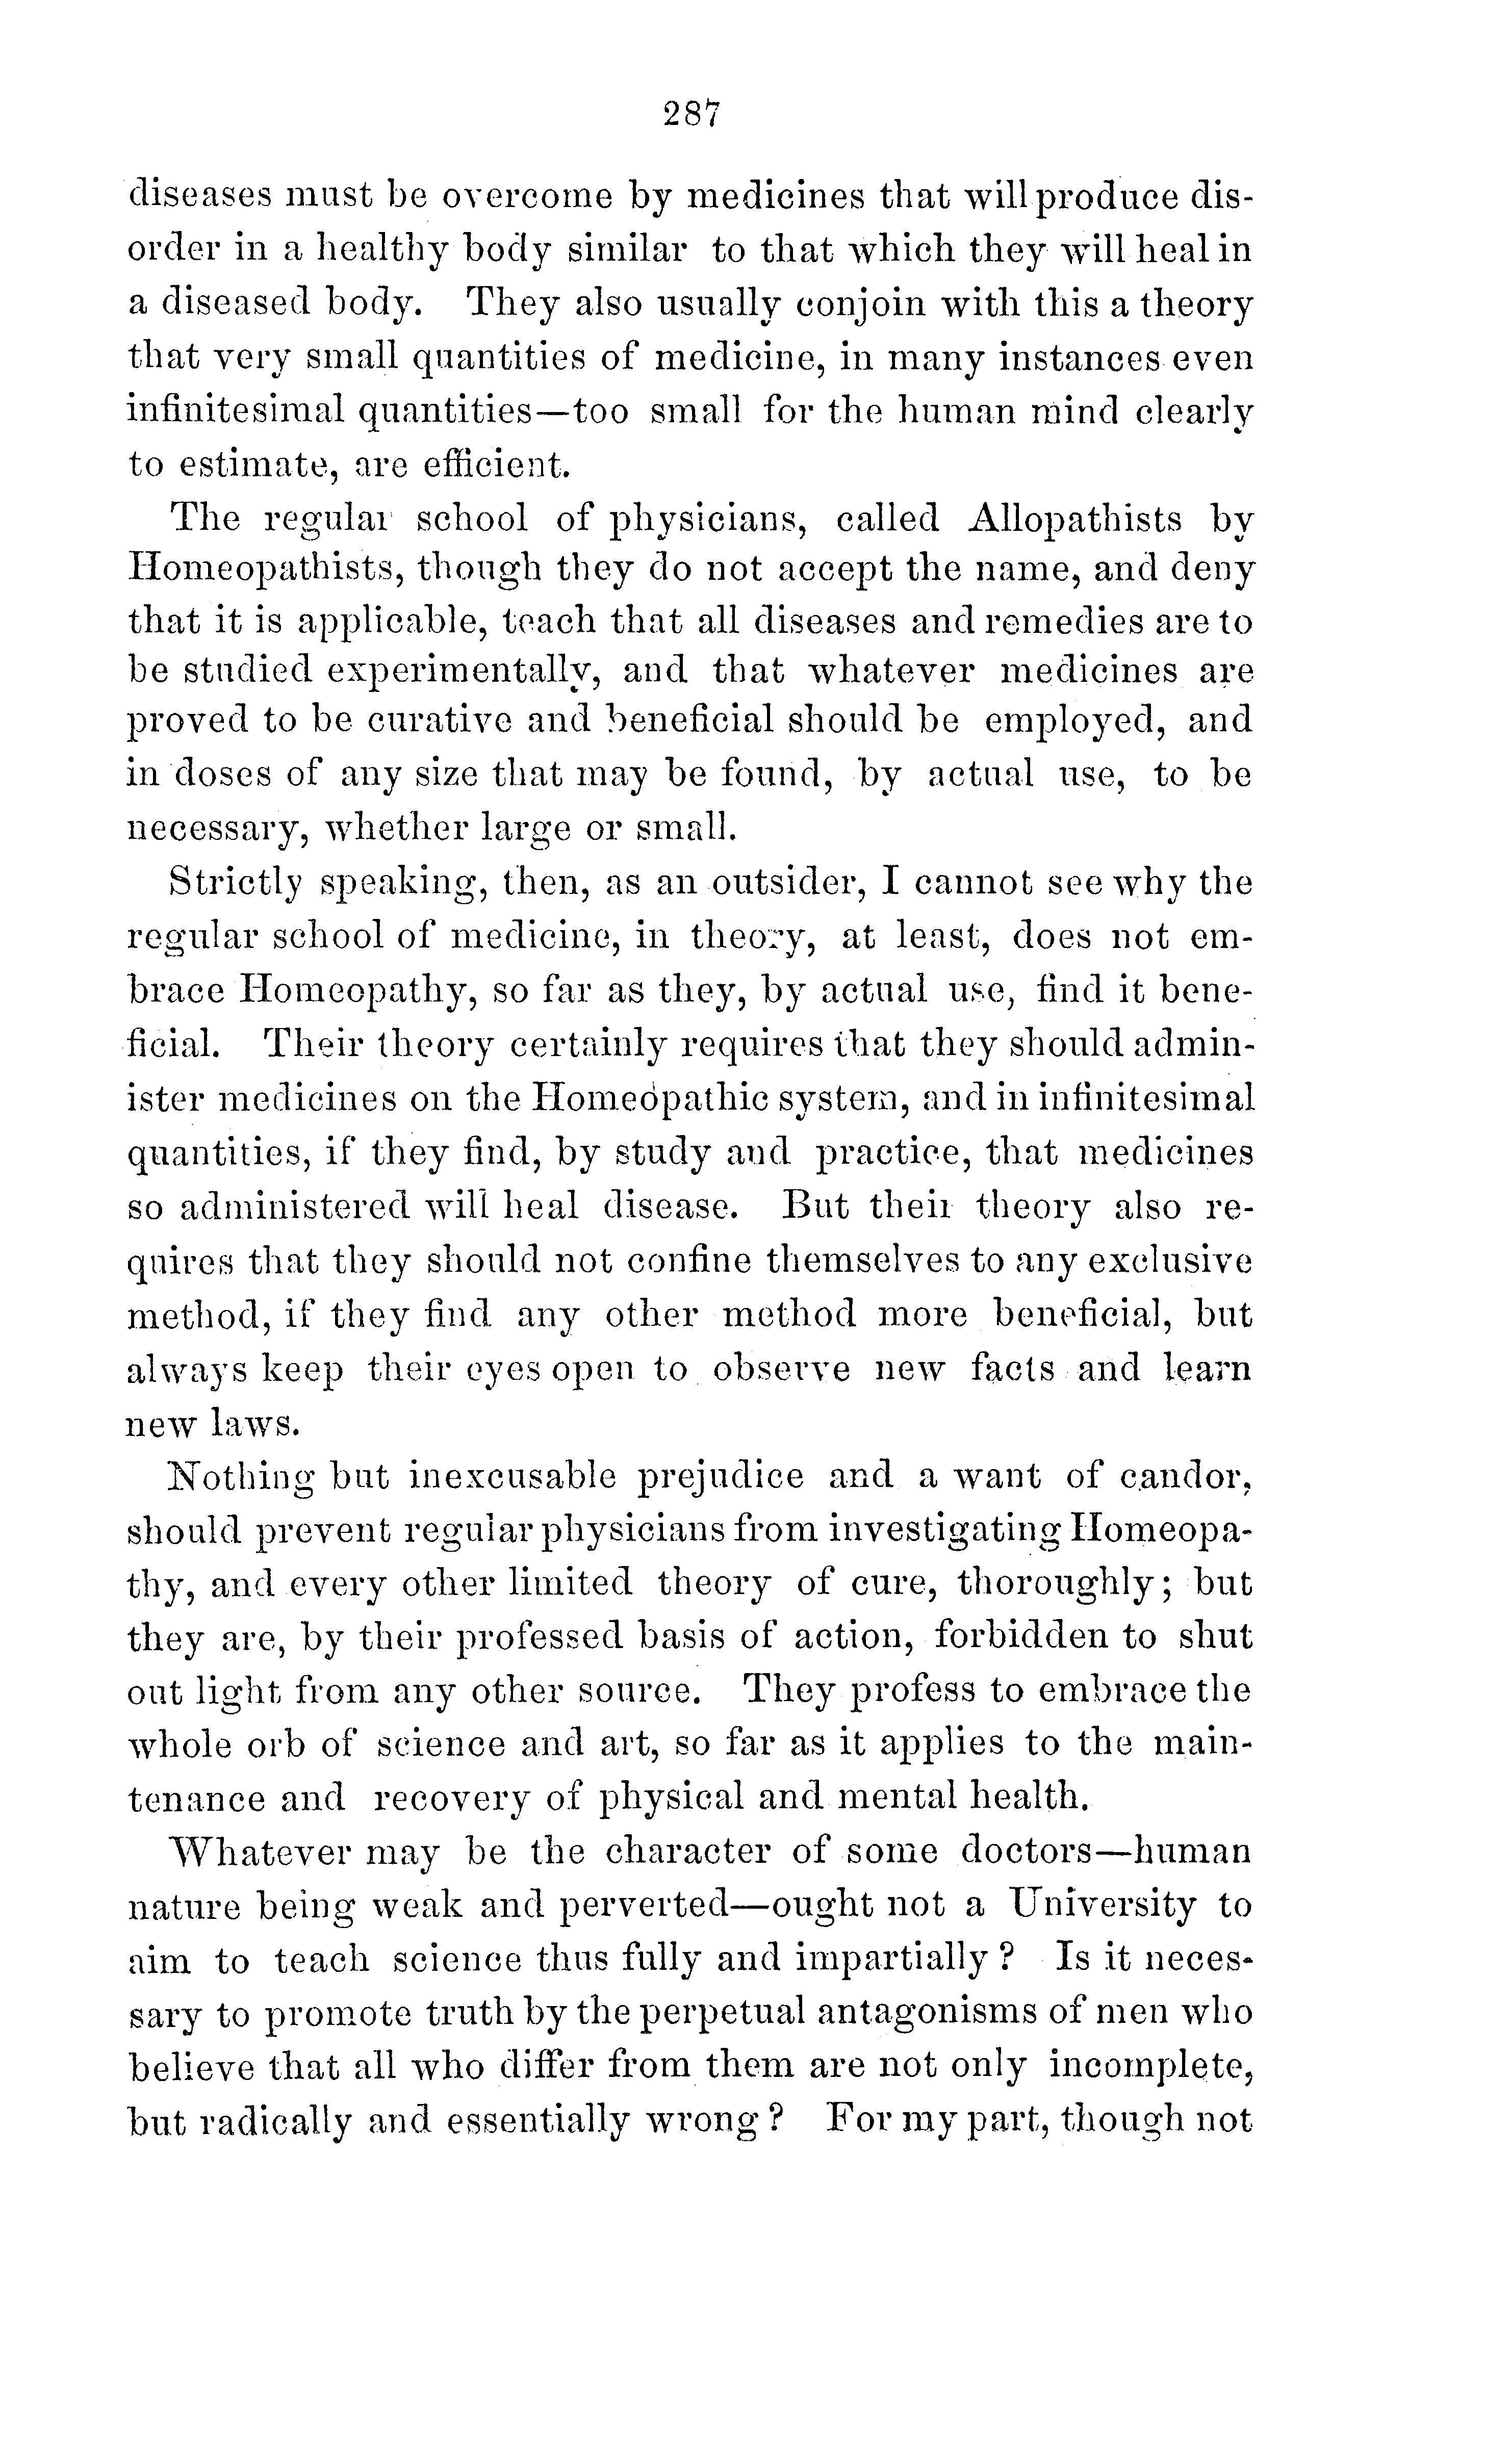 287
diseases must be overcome by medicines that will produce dis-
order in a healthy body similar to that which they will heal in
a diseased body. They also usually conjoin with this a theory
that very small quantities of medicine, in many instances even
infinitesimal quantities—too small for the human mind clearly
to estimate, are efficient.
The regular school of physicians, called Allopathists by
Homeopathists, though they do not accept the name, and deny
that it is applicable, teach that all diseases and remedies are to
be studied experimentally, and that whatever medicines are
proved to be curative and beneficial should be employed, and
in doses of any size that may be found, by actual use, to be
necessary, whether large or small.
Strictly speaking, then, as an outsider, I cannot see why the
regular school of medicine, in theory, at least, does not em-
brace Homeopathy, so far as they, by actual use, find it bene-
ficial. Their theory certainly requires that they should admin-
ister medicines on the Homeopathic system, and in infinitesimal
quantities, if they find, by study and practice, that medicines
so administered will heal disease. But their theory also re-
quires that they should not confine themselves to any exclusive
method, if they find any other method more beneficial, but
always keep their eyes open to observe new facts and learn
new laws.
Nothing but inexcusable prejudice and a want of candor,
should prevent regular physicians from investigating Homeopa-
thy, and every other limited theory of cure, thoroughly; but
they are, by their professed basis of action, forbidden to shut
out light from any other source. They profess to embrace the
whole orb of science and art, so far as it applies to the main-
tenance and recovery of physical and mental health.
Whatever may be the character of some doctors—human
nature being weak and perverted—ought not a University to
aim to teach science thus fully and impartially? Is it neces-
sary to promote truth by the perpetual antagonisms of men who
believe that all who differ from them are not only incomplete,
but radically and essentially wrong? For my part, though not